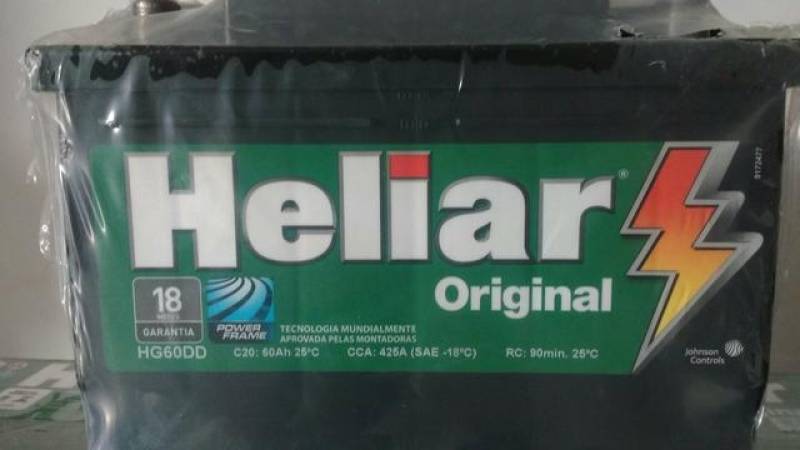 Heliar®
Original
18
MESES
GARANTIA
POWER
FRAME
TECNOLOGIA MUNDIALMENTE
APROVADA PELAS MONTADORAS
HG60DD C20: 60Ah 25°C CCA: 425A (SAE -18°C) RC: 90min. 25°C
Johnson
Controls
8172477